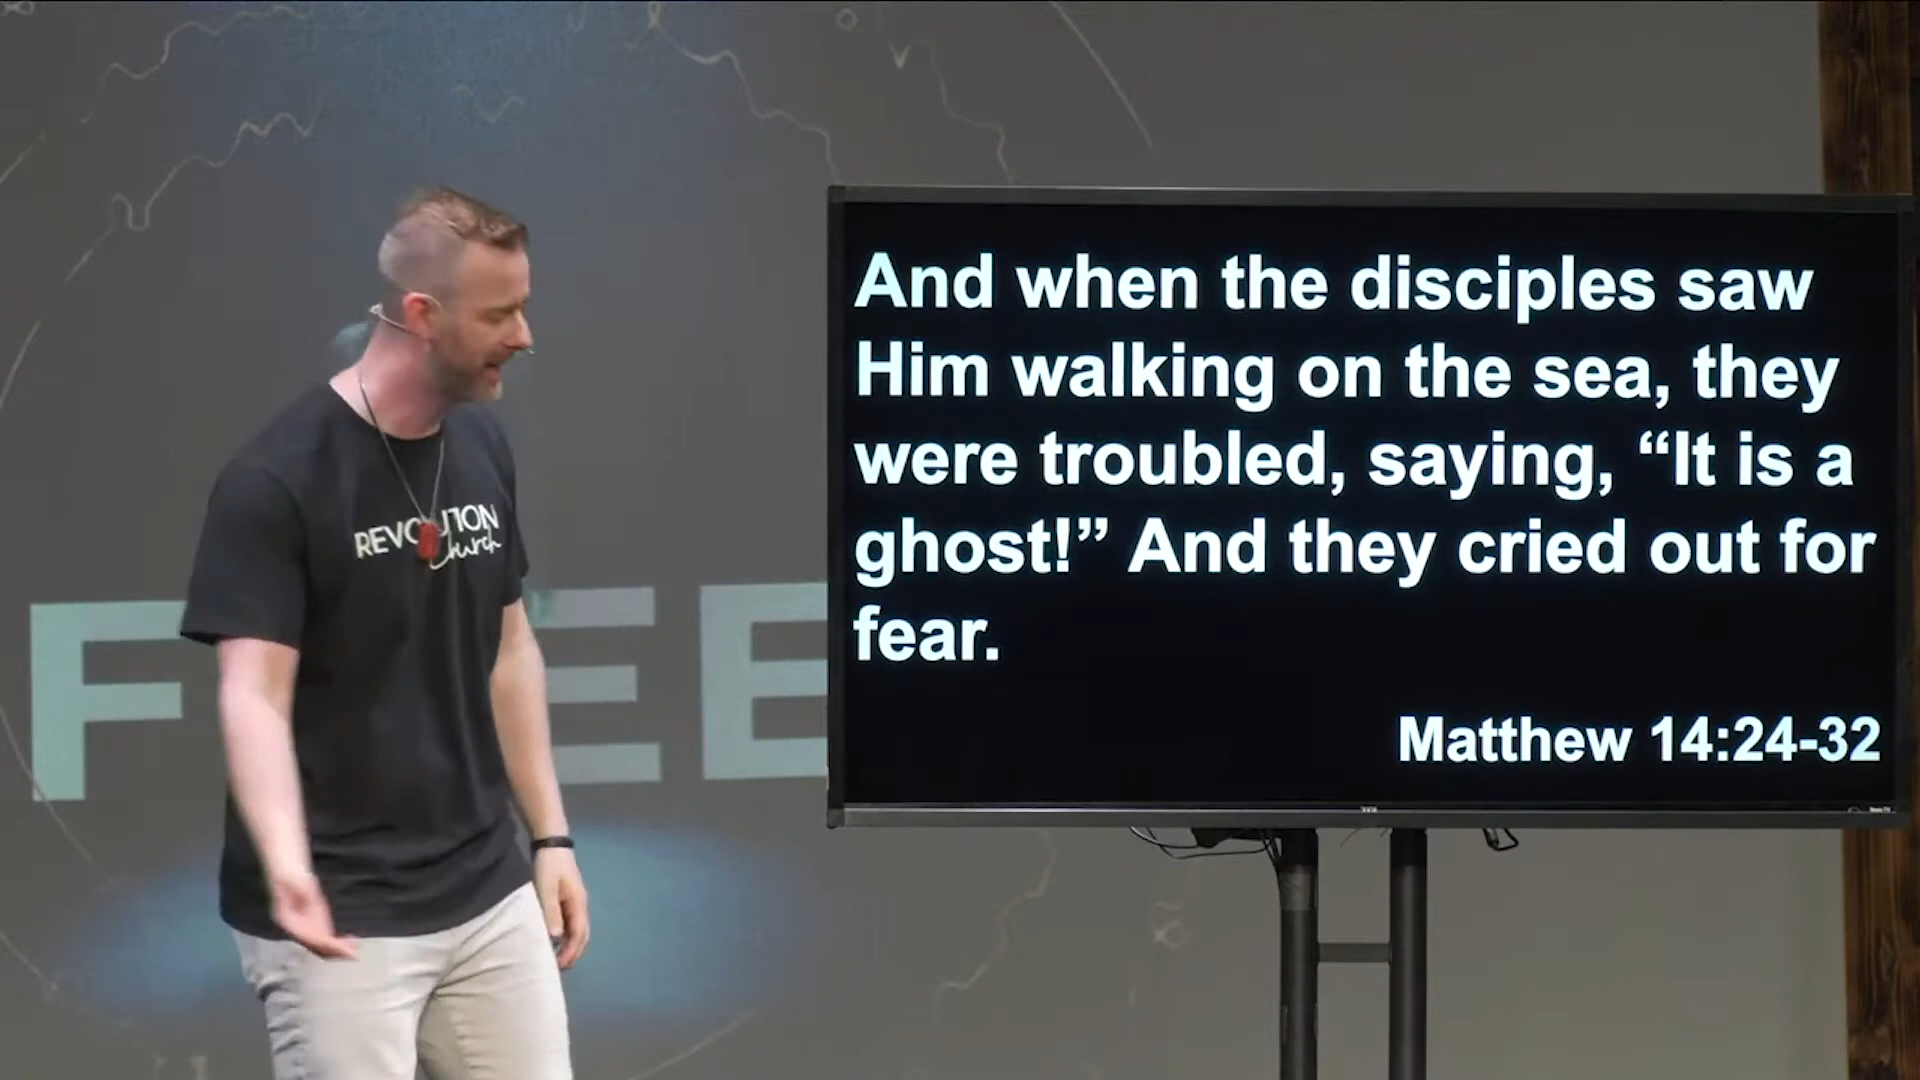 And when the disciples saw
Him walking on the sea, they
were troubled, saying, “It is a
ghost!” And they cried out for
fear.
Matthew 14:24-32